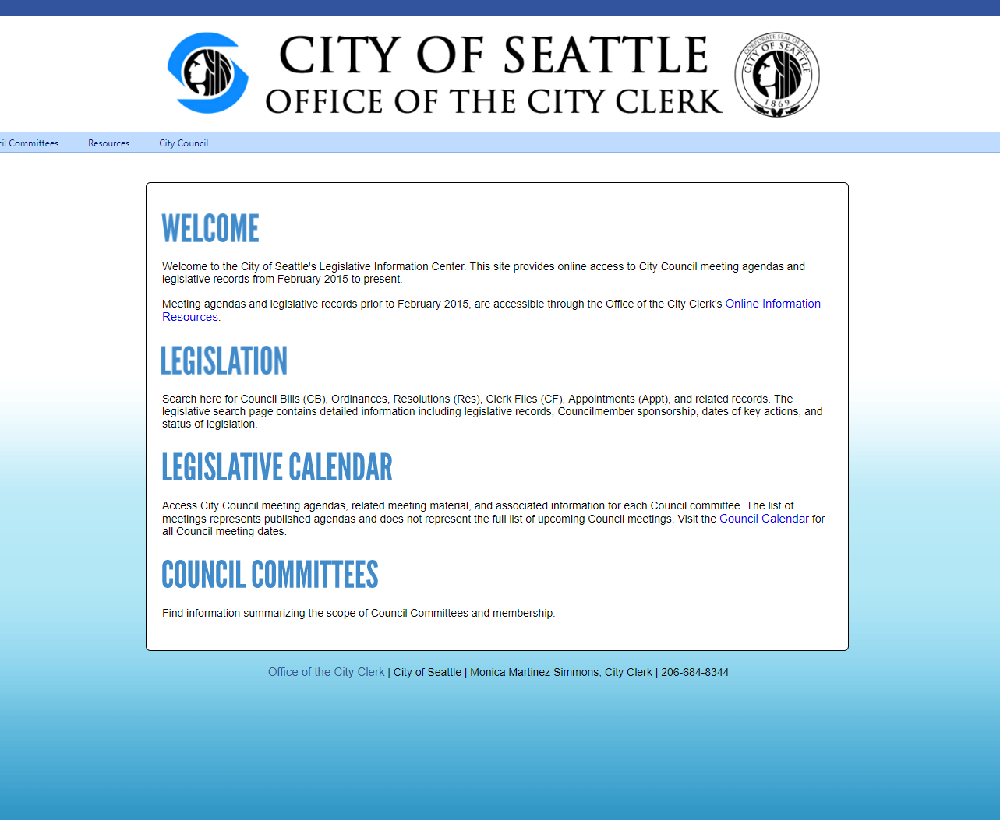 CITY OF SEATTLE
OFFICE OF THE CITY CLERK
CORPORATE SEAL OF THE
CITY OF SEATTLE
1869
Committees
Resources
City Council
WELCOME
Welcome to the City of Seattle's Legislative Information Center. This site provides online access to City Council meeting agendas and
legislative records from February 2015 to present.
Meeting agendas and legislative records prior to February 2015, are accessible through the Office of the City Clerk’s Online Information
Resources.
LEGISLATION
Search here for Council Bills (CB), Ordinances, Resolutions (Res), Clerk Files (CF), Appointments (Appt), and related records. The
legislative search page contains detailed information including legislative records, Councilmember sponsorship, dates of key actions, and
status of legislation.
LEGISLATIVE CALENDAR
Access City Council meeting agendas, related meeting material, and associated information for each Council committee. The list of
meetings represents published agendas and does not represent the full list of upcoming Council meetings. Visit the Council Calendar for
all Council meeting dates.
COUNCIL COMMITTEES
Find information summarizing the scope of Council Committees and membership.
Office of the City Clerk | City of Seattle | Monica Martinez Simmons, City Clerk | 206-684-8344